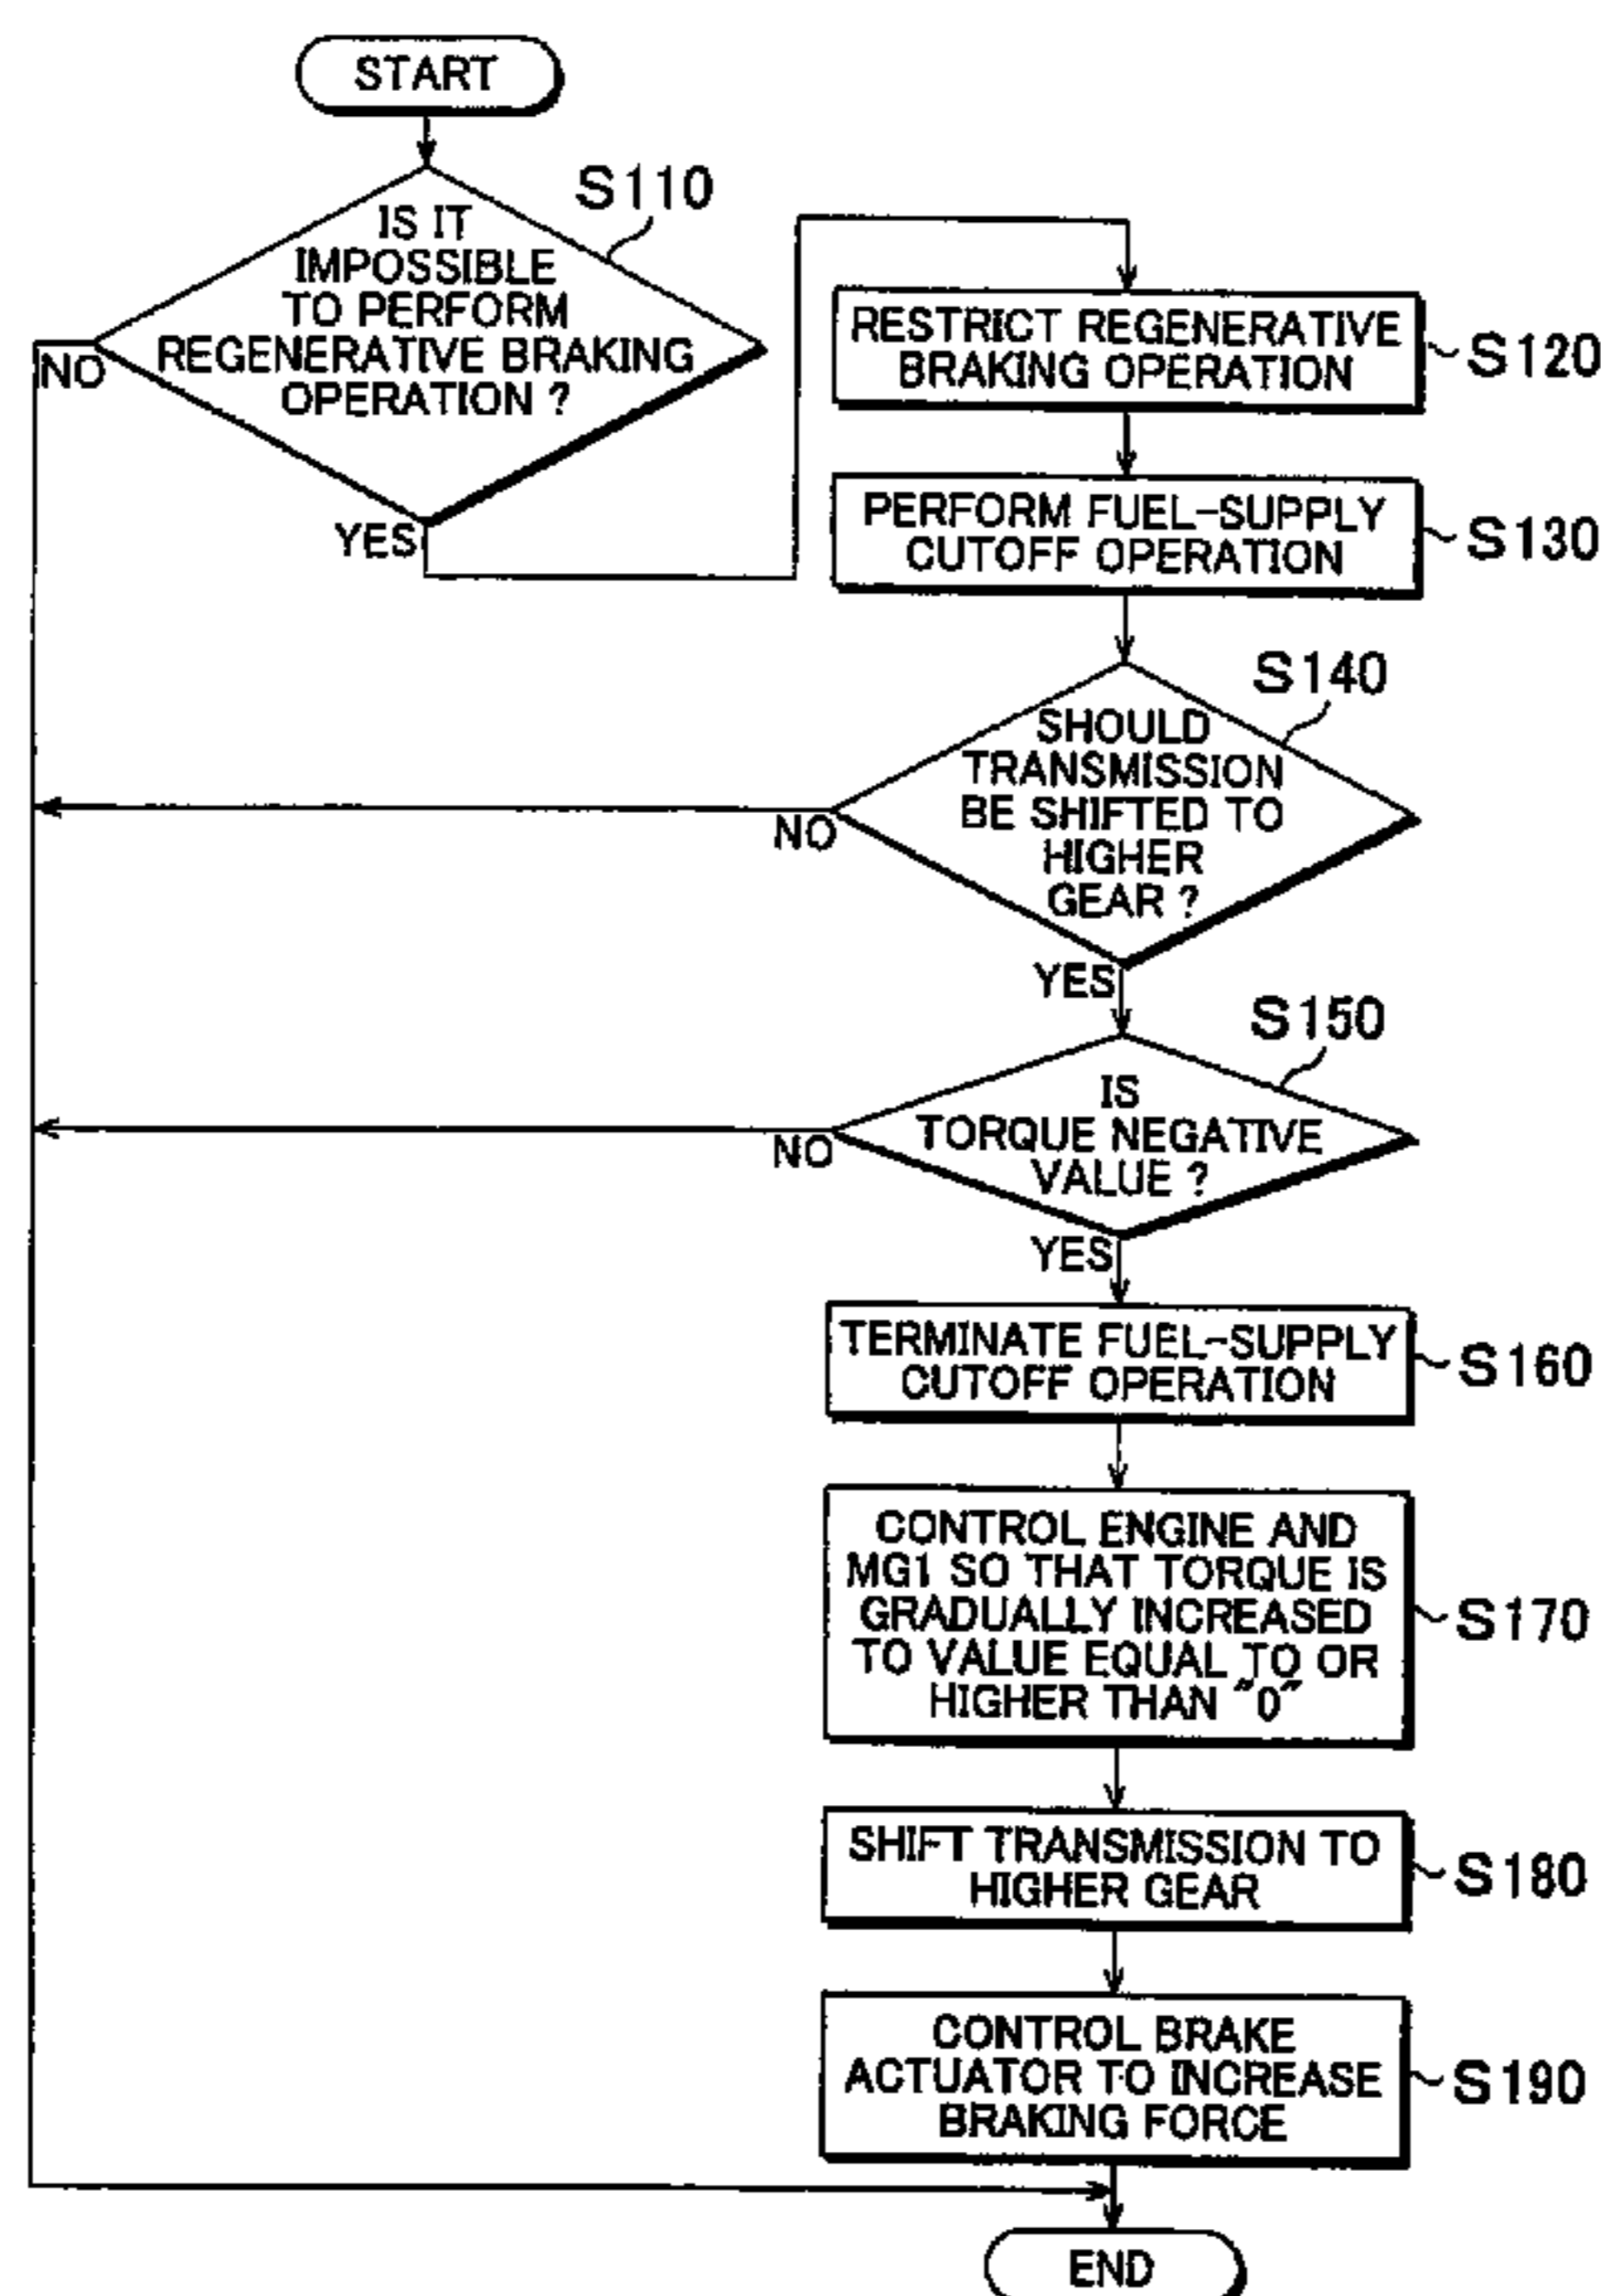 START
S110
IS IT
IMPOSSIBLE
TO PERFORM
REGENERATIVE BRAKING
OPERATION ?
NO
YES
RESTRICT REGENERATIVE
BRAKING OPERATION
S120
PERFORM FUEL-SUPPLY
CUTOFF OPERATION
S130
S140
SHOULD
TRANSMISSION
BE SHIFTED TO
HIGHER
GEAR ?
NO
YES
S150
IS
TORQUE NEGATIVE
VALUE ?
NO
YES
TERMINATE FUEL-SUPPLY
CUTOFF OPERATION
S160
CONTROL ENGINE AND
MG1 SO THAT TORQUE IS
GRADUALLY INCREASED
TO VALUE EQUAL TO OR
HIGHER THAN "0"
S170
SHIFT TRANSMISSION TO
HIGHER GEAR
S180
CONTROL BRAKE
ACTUATOR TO INCREASE
BRAKING FORCE
S190
END